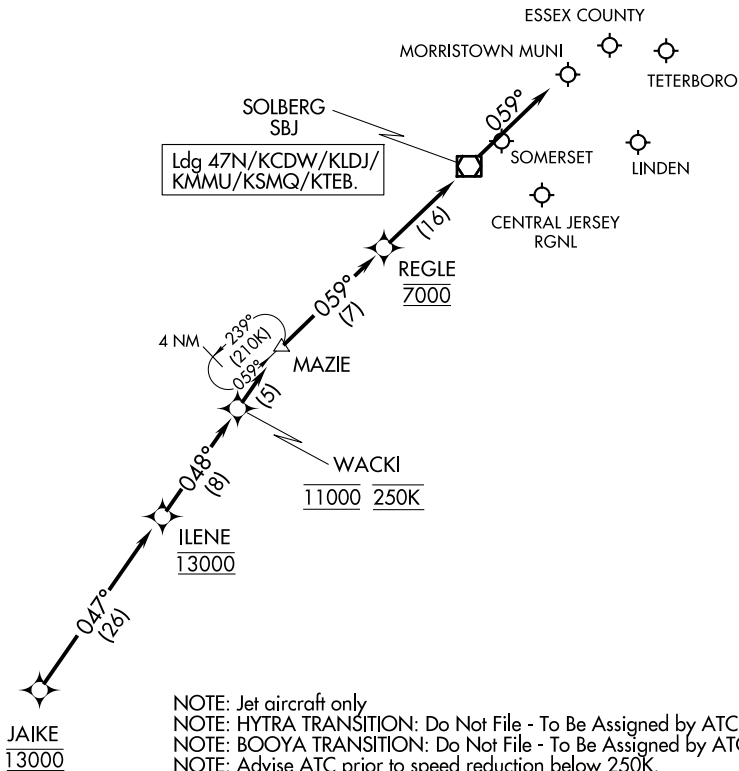 ESSEX COUNTY
MORRISTOWN MUNI
TETERBORO
SOLBERG
SBJ
059°
Ldg 47N/KCDW/KLDJ/
KMMU/KSMQ/KTEB.
SOMERSET
LINDEN
CENTRAL JERSEY
RGNL
(16)
REGLE
7000
059°
(7)
4 NM
239°
(210K)
059°
MAZIE
(5)
WACKI
11000 250K
048°
(8)
ILENE
13000
047°
(26)
JAIKE
13000
NOTE: Jet aircraft only
NOTE: HYTRA TRANSITION: Do Not File - To Be Assigned by ATC
NOTE: BOOYA TRANSITION: Do Not File - To Be Assigned by ATC
NOTE: Advise ATC prior to speed reduction below 250K.